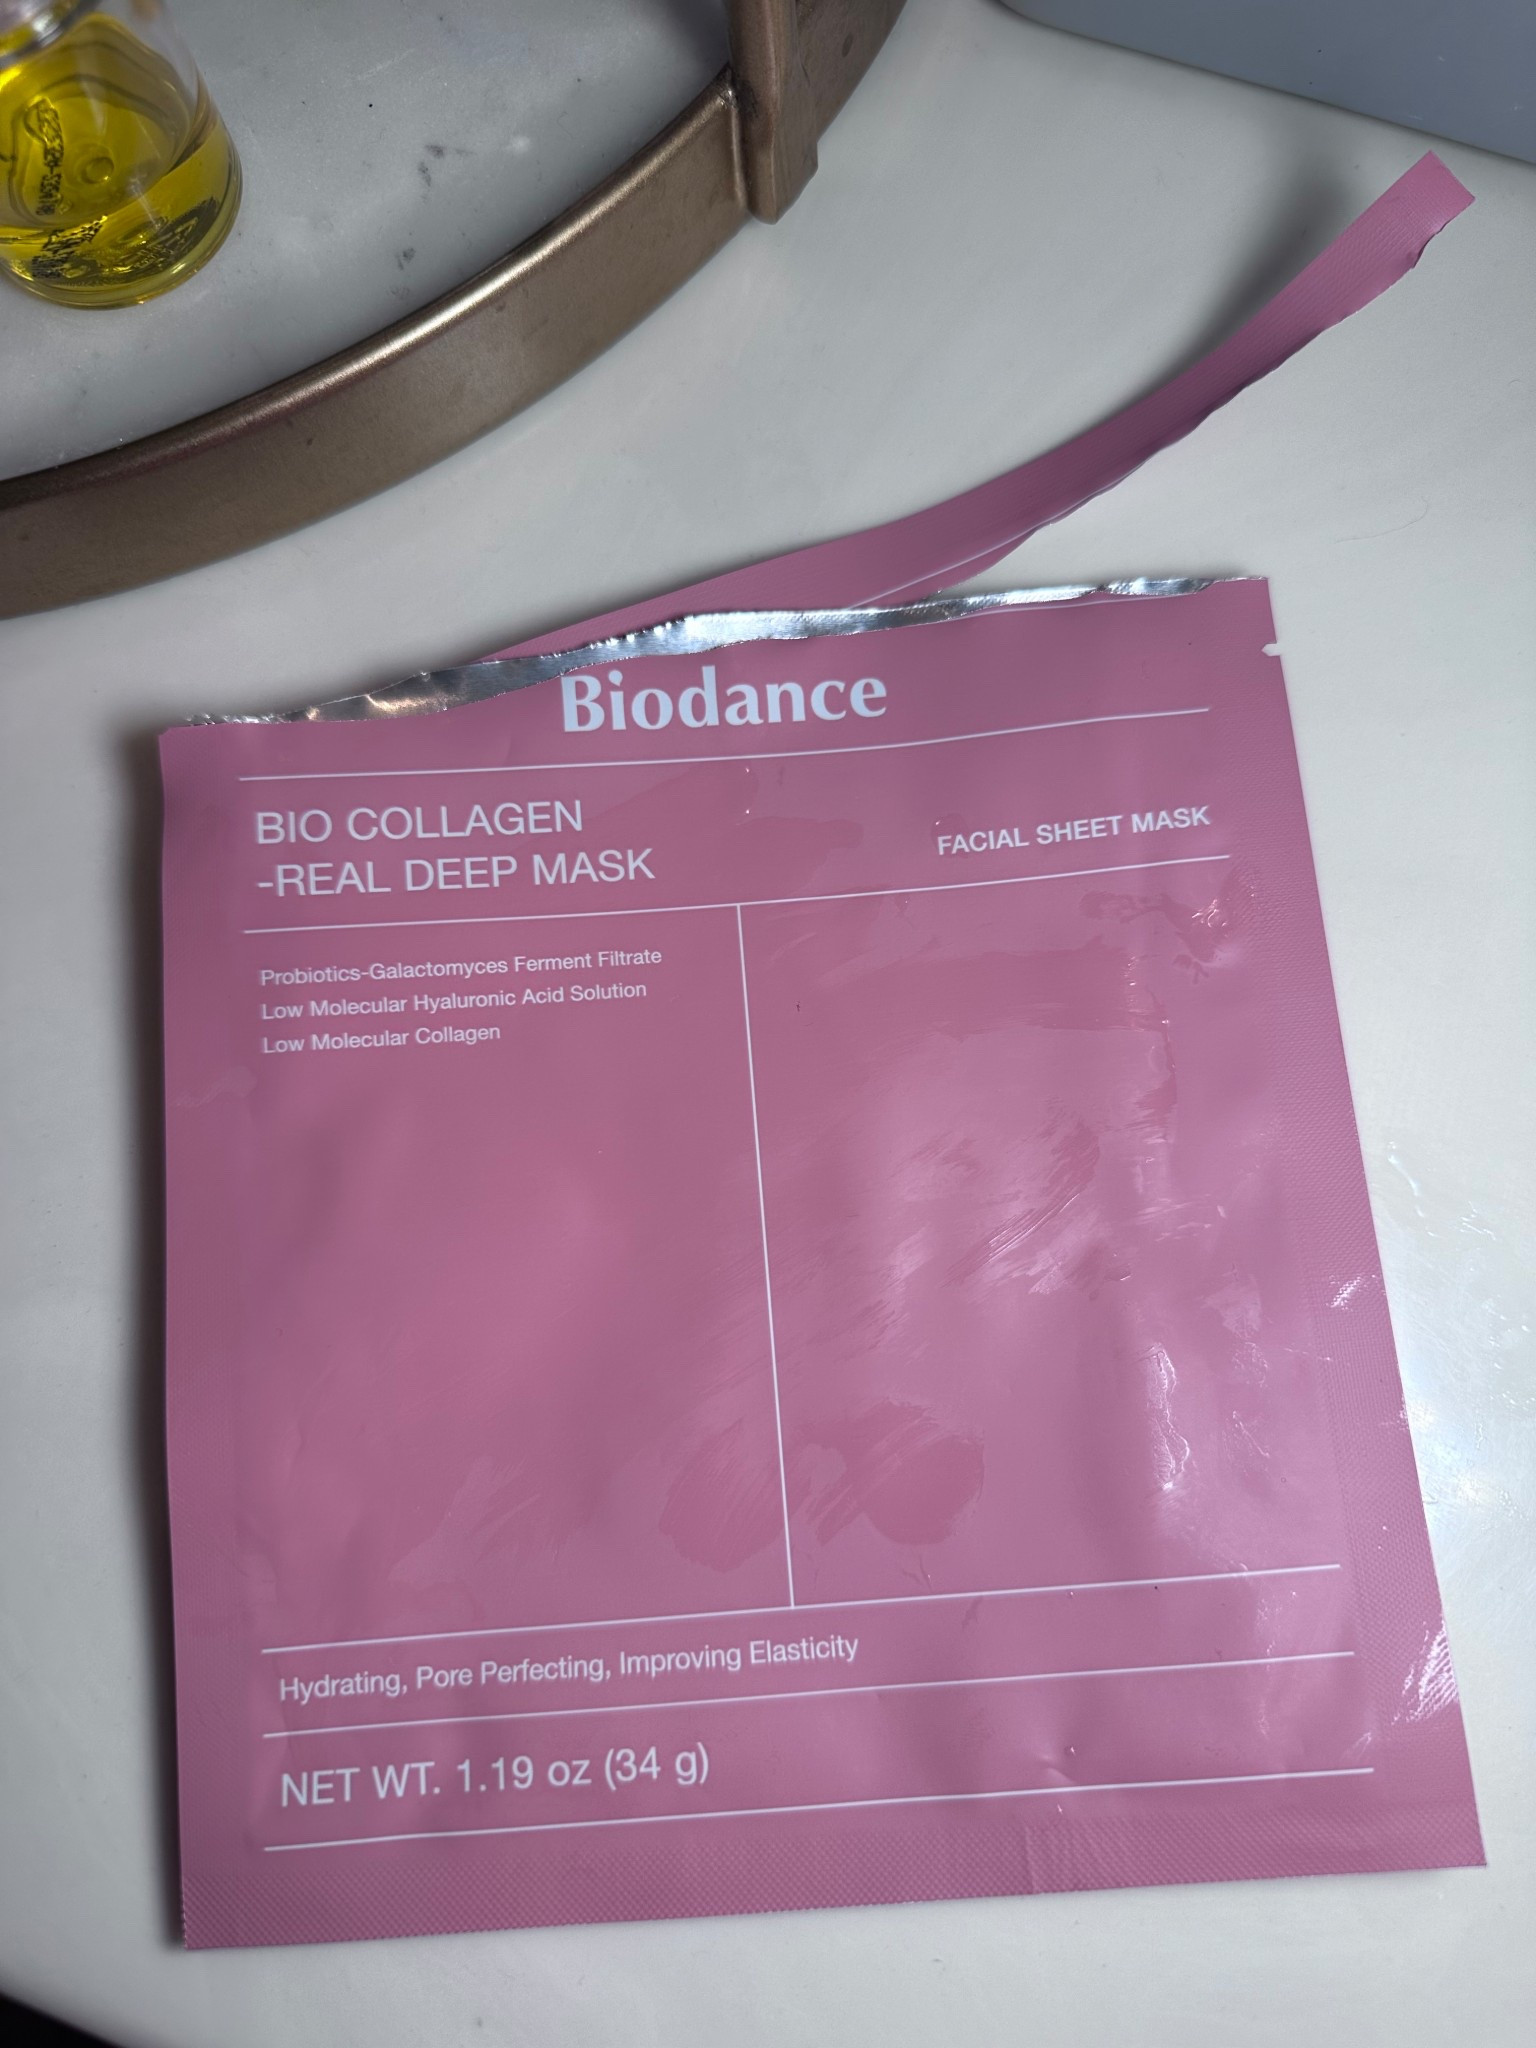 Biodance
BIO COLLAGEN
-REAL DEEP MASK
FACIAL SHEET MASK
Probiotics-Galactomyces Ferment Filtrate
Low Molecular Hyaluronic Acid Solution
Low Molecular Collagen
Hydrating, Pore Perfecting, Improving Elasticity
NET WT. 1.19 oz (34 g)